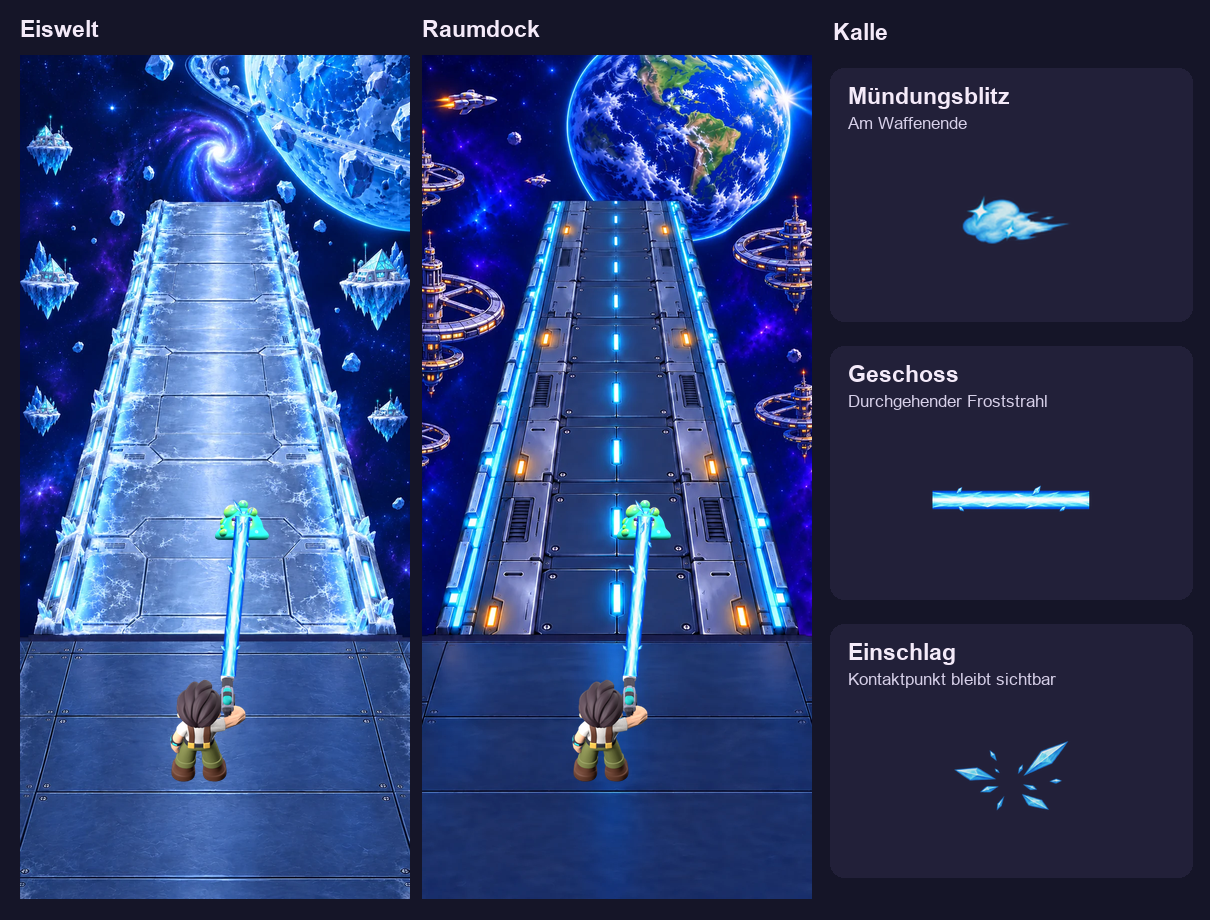 Eiswelt
Raumdock
Kalle
Mündungsblitz
Am Waffenende
Geschoss
Durchgehender Froststrahl
Einschlag
Kontaktpunkt bleibt sichtbar